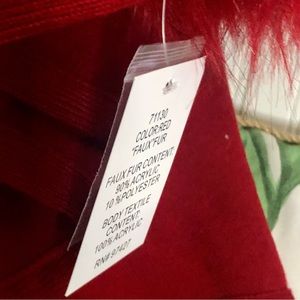 71130
COLOR:RED
"FAUX" FUR
FAUX FUR CONTENT
90% ACRYLIC
10 % POLYESTER
BODY TEXTILE
CONTENT:
100% ACRYLIC
RN# 97407